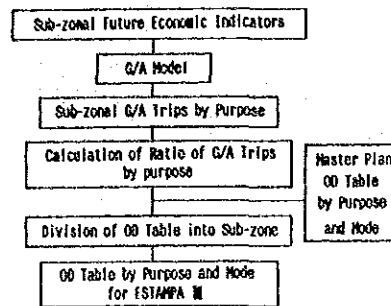 Sub-zonal Future Economic Indicators
G/A Model
Sub-zonal G/A Trips by Purpose
Calculation of Ratio of G/A Trips
by purpose
Master Plan
OD Table
by Purpose
and Mode
Division of OD Table into Sub-zone
OD Table by Purpose and Mode
for ESTAMPA